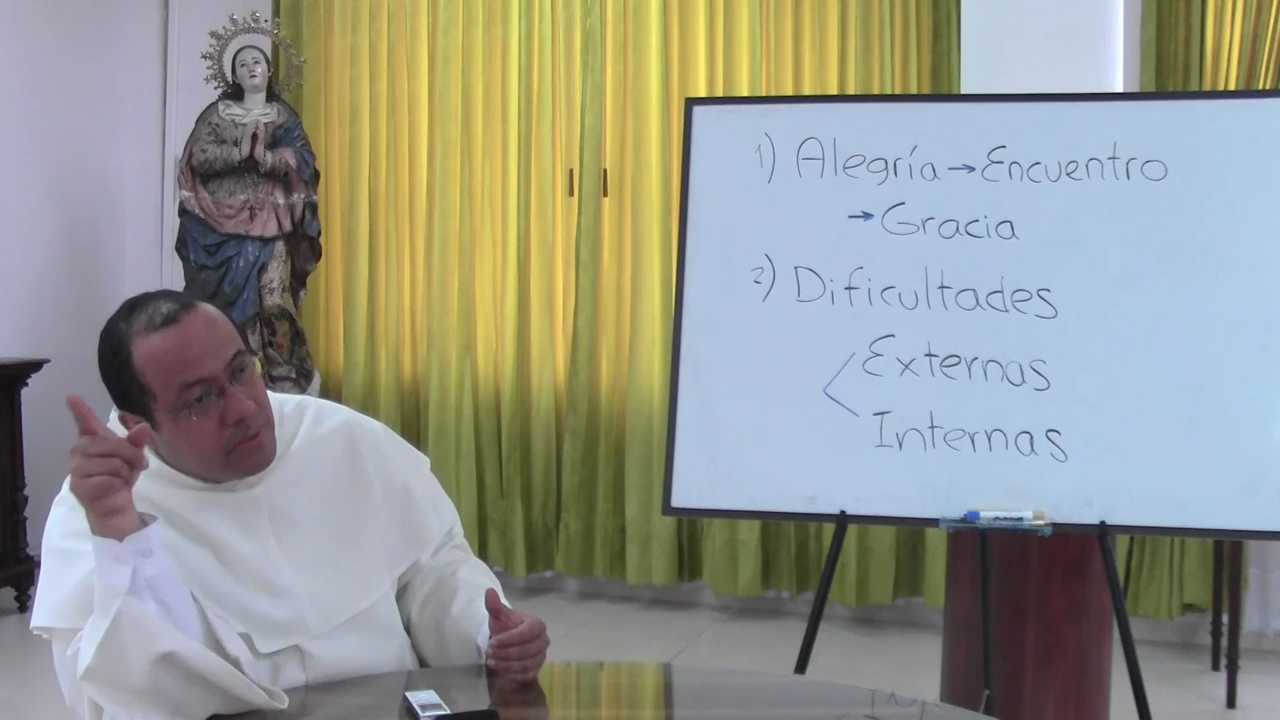 1) Alegría → Encuentro
→ Gracia
2) Dificultades
Externas
Internas